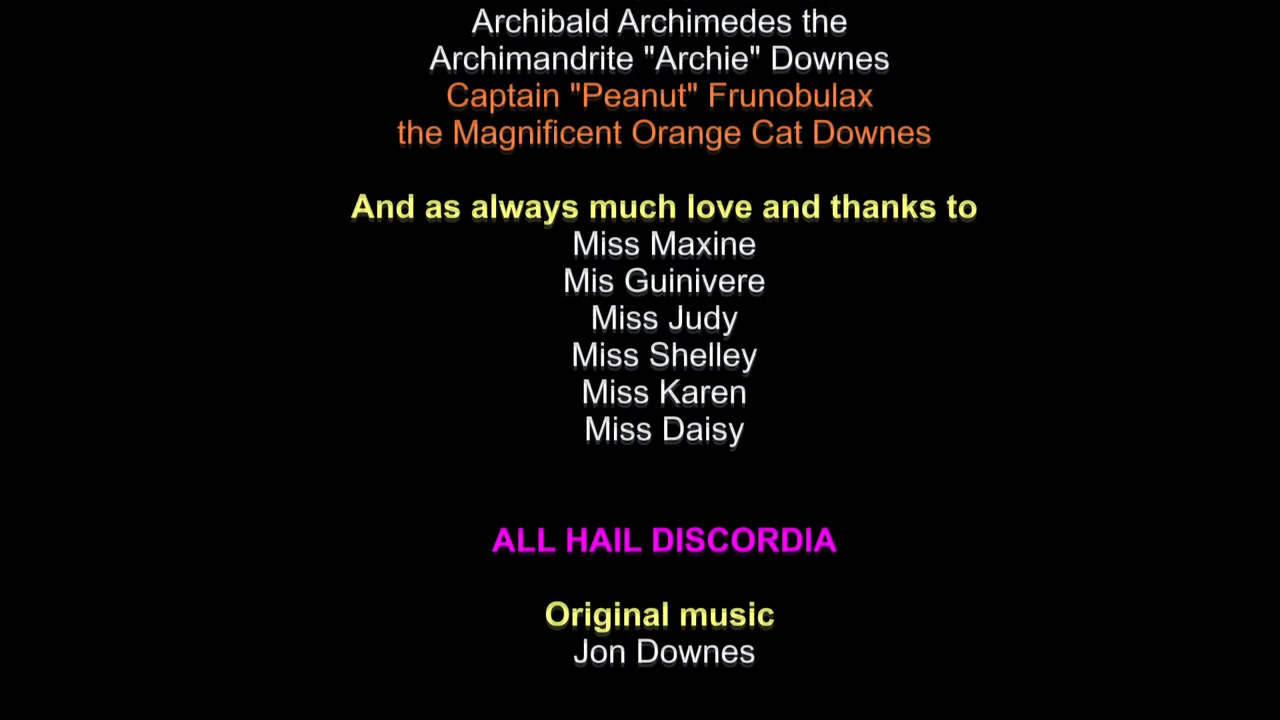 Archibald Archimedes the
Archimandrite "Archie" Downes
Captain "Peanut" Frunobulax
the Magnificent Orange Cat Downes
And as always much love and thanks to
Miss Maxine
Mis Guinivere
Miss Judy
Miss Shelley
Miss Karen
Miss Daisy
ALL HAIL DISCORDIA
Original music
Jon Downes